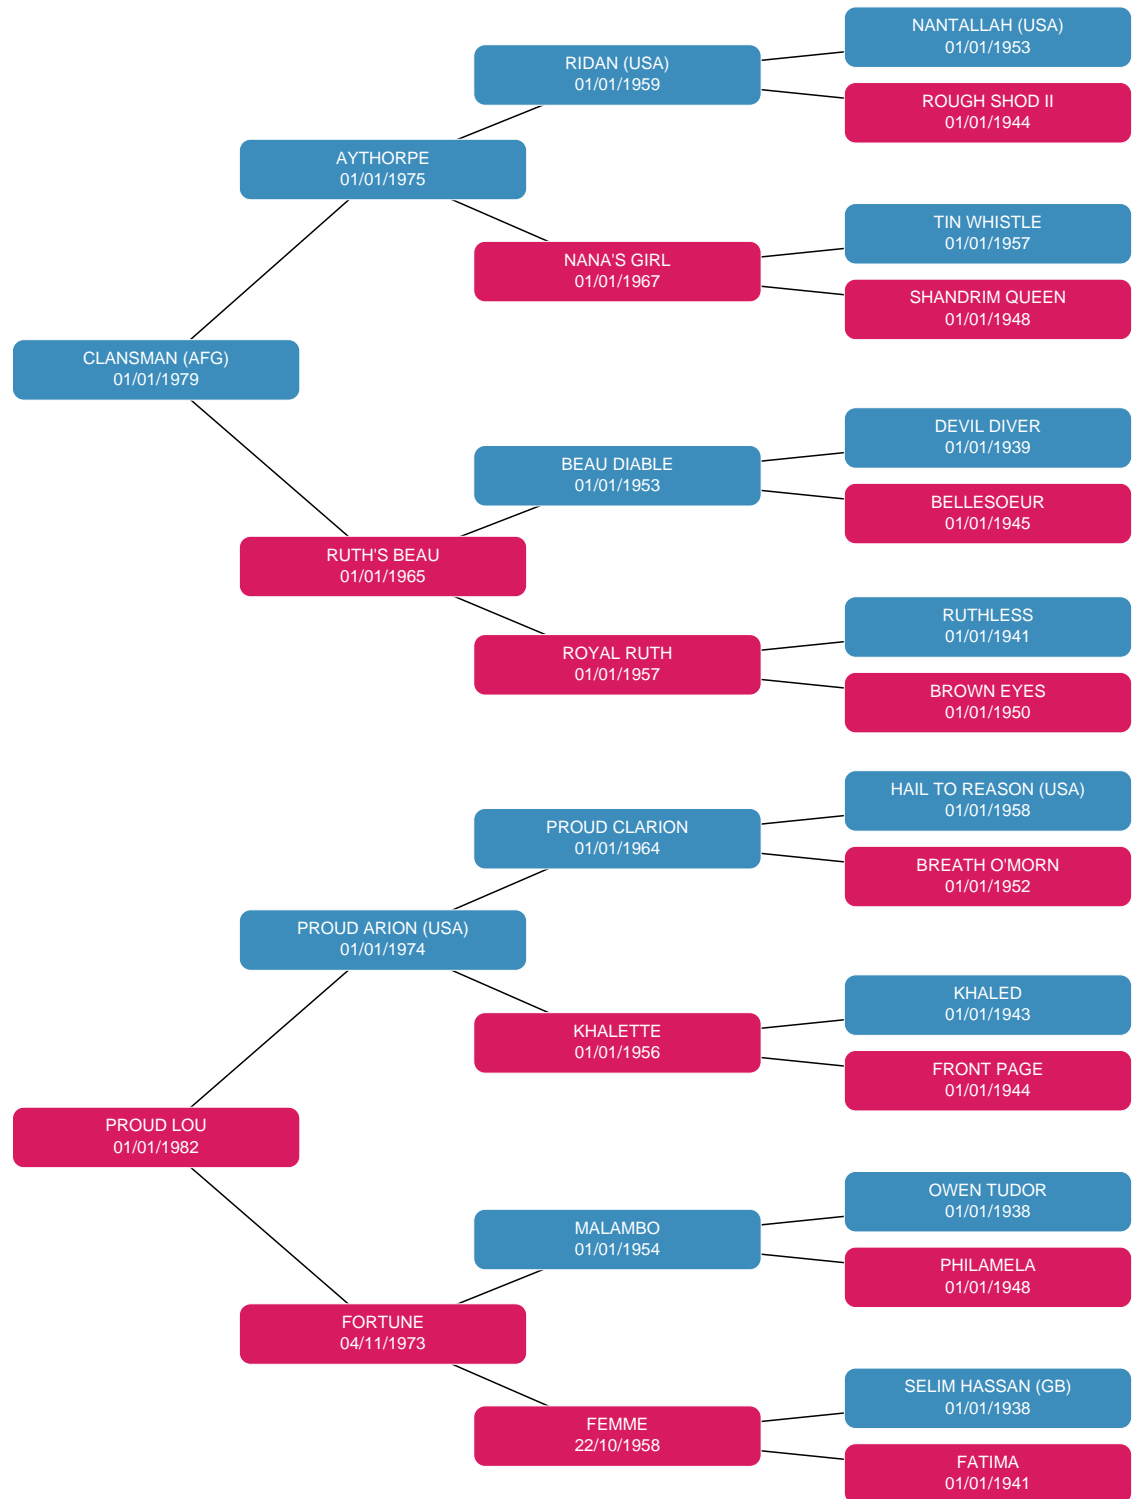 NANTALLAH (USA)
01/01/1953
RIDAN (USA)
01/01/1959
ROUGH SHOD II
01/01/1944
AYTHORPE
01/01/1975
TIN WHISTLE
01/01/1957
NANA'S GIRL
01/01/1967
SHANDRIM QUEEN
01/01/1948
CLANSMAN (AFG)
01/01/1979
DEVIL DIVER
01/01/1939
BEAU DIABLE
01/01/1953
BELLESOEUR
01/01/1945
RUTH'S BEAU
01/01/1965
RUTHLESS
01/01/1941
ROYAL RUTH
01/01/1957
BROWN EYES
01/01/1950
HAIL TO REASON (USA)
01/01/1958
PROUD CLARION
01/01/1964
BREATH O'MORN
01/01/1952
PROUD ARION (USA)
01/01/1974
KHALED
01/01/1943
KHALETTE
01/01/1956
FRONT PAGE
01/01/1944
PROUD LOU
01/01/1982
OWEN TUDOR
01/01/1938
MALAMBO
01/01/1954
PHILAMELA
01/01/1948
FORTUNE
04/11/1973
SELIM HASSAN (GB)
01/01/1938
FEMME
22/10/1958
FATIMA
01/01/1941